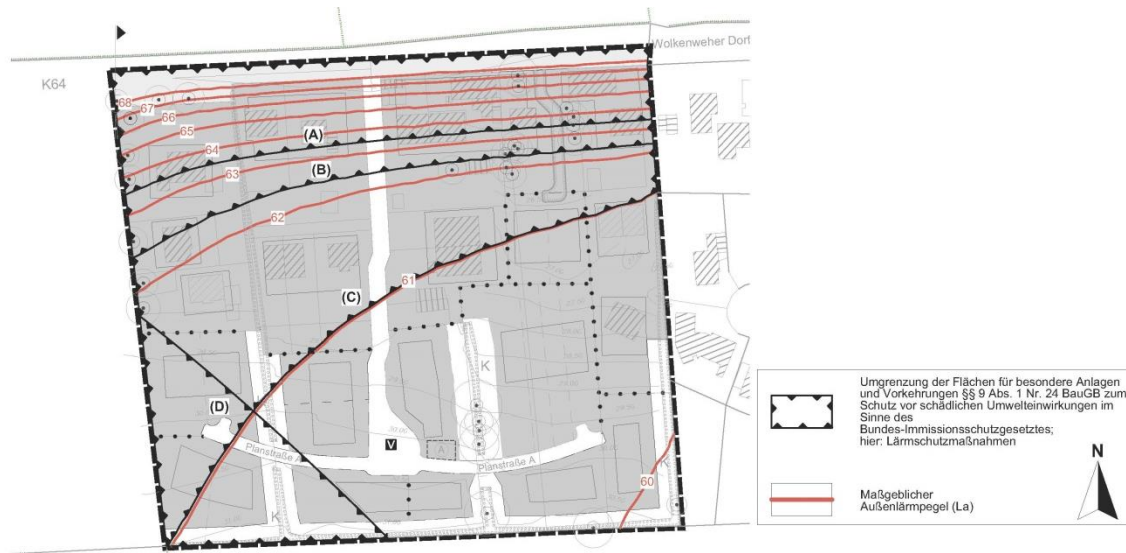 Wolkenweher Dorf
K64
68
67
66
65
(A)
64
63
(B)
62
61
(C)
K
(D)
V
A
Planstraße A
Planstraße A
60
K
K
Umgrenzung der Flächen für besondere Anlagen
und Vorkehrungen §§ 9 Abs. 1 Nr. 24 BauGB zum
Schutz vor schädlichen Umwelteinwirkungen im
Sinne des
Bundes-Immissionsschutzgesetztes;
hier: Lärmschutzmaßnahmen
N
Maßgeblicher
Außenlärmpegel (La)